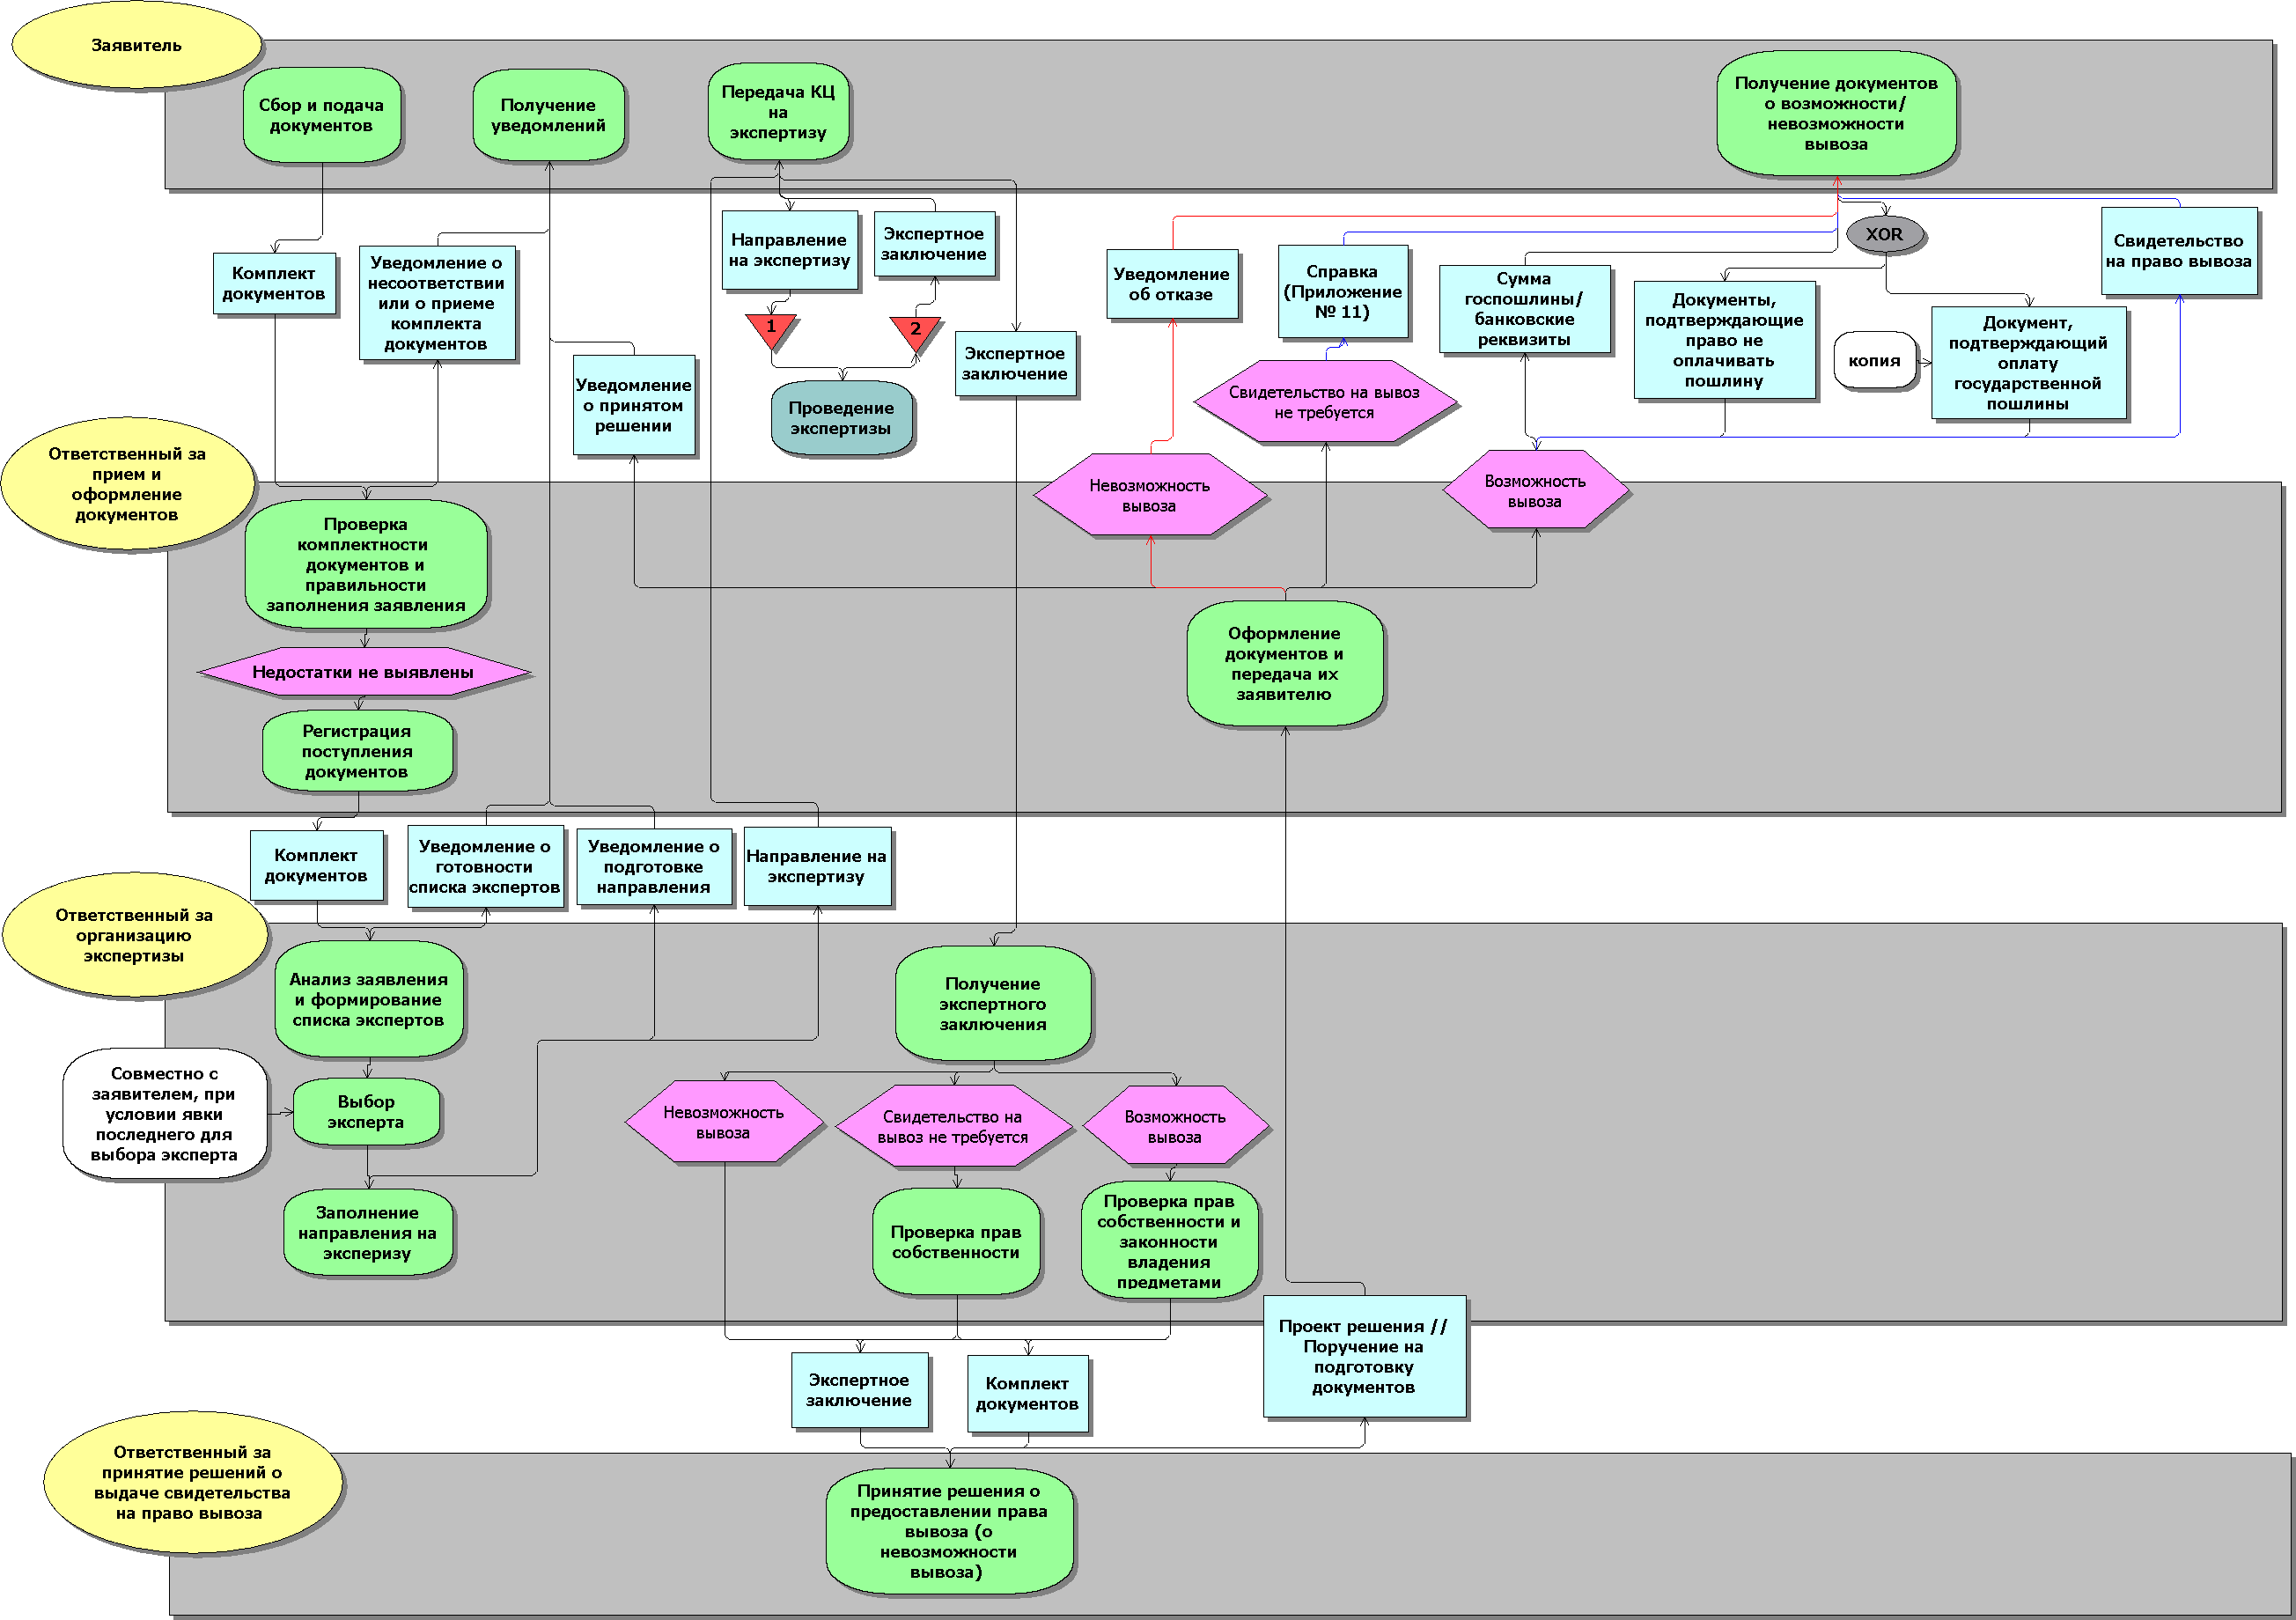 Заявитель
Сбор и подача
документов
Получение
уведомлений
Передача КЦ
на
экспертизу
Получение документов
о возможности/
невозможности
вывоза
Комплект
документов
Уведомление о
несоответствии
или о приеме
комплекта
документов
Уведомление
о принятом
решении
Направление
на экспертизу
Экспертное
заключение
1
2
Проведение
экспертизы
Экспертное
заключение
Уведомление
об отказе
Справка
(Приложение
№ 11)
Сумма
госпошлины/
банковские
реквизиты
XOR
Документы,
подтверждающие
право не
оплачивать
пошлину
копия
Документ,
подтверждающий
оплату
государственной
пошлины
Свидетельство
на право вывоза
Свидетельство на вывоз
не требуется
Невозможность
вывоза
Возможность
вывоза
Ответственный за
прием и
оформление
документов
Проверка
комплектности
документов и
правильности
заполнения заявления
Недостатки не выявлены
Регистрация
поступления
документов
Оформление
документов и
передача их
заявителю
Комплект
документов
Уведомление о
готовности
списка экспертов
Уведомление о
подготовке
направления
Направление на
экспертизу
Ответственный за
организацию
экспертизы
Анализ заявления
и формирование
списка экспертов
Совместно с
заявителем, при
условии явки
последнего для
выбора эксперта
Выбор
эксперта
Заполнение
направления на
эксперизу
Получение
экспертного
заключения
Невозможность
вывоза
Свидетельство на
вывоз не требуется
Возможность
вывоза
Проверка прав
собственности
Проверка прав
собственности и
законности
владения
предметами
Экспертное
заключение
Комплект
документов
Проект решения //
Поручение на
подготовку
документов
Ответственный за
принятие решений о
выдаче свидетельства
на право вывоза
Принятие решения о
предоставлении права
вывоза (о
невозможности
вывоза)